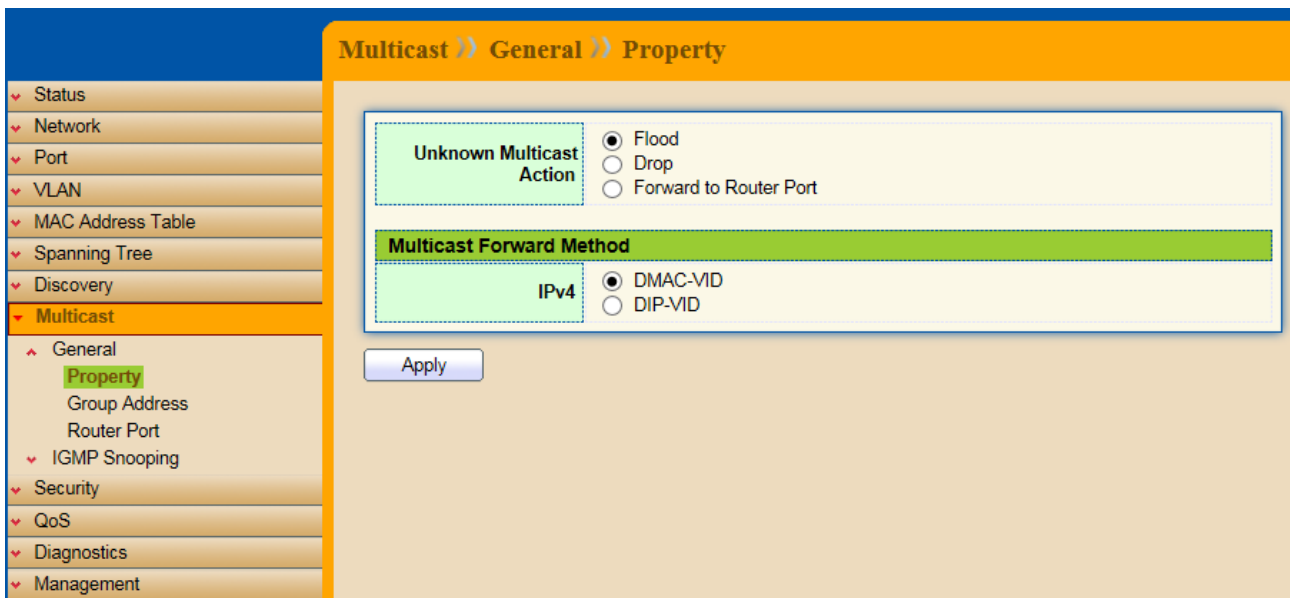 Multicast » General » Property
Status
Network
Port
VLAN
MAC Address Table
Spanning Tree
Discovery
Multicast
General
Property
Group Address
Router Port
IGMP Snooping
Security
QoS
Diagnostics
Management
Unknown Multicast
Action
Flood
Drop
Forward to Router Port
Multicast Forward Method
IPv4
DMAC-VID
DIP-VID
Apply